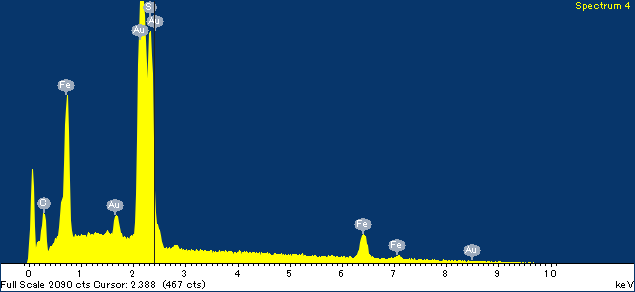 Spectrum 4
S
Au
Au
Fe
C
Au
Fe
Fe
Au
0 1 2 3 4 5 6 7 8 9 10
Full Scale 2090 cts Cursor: 2.388 (467 cts) keV